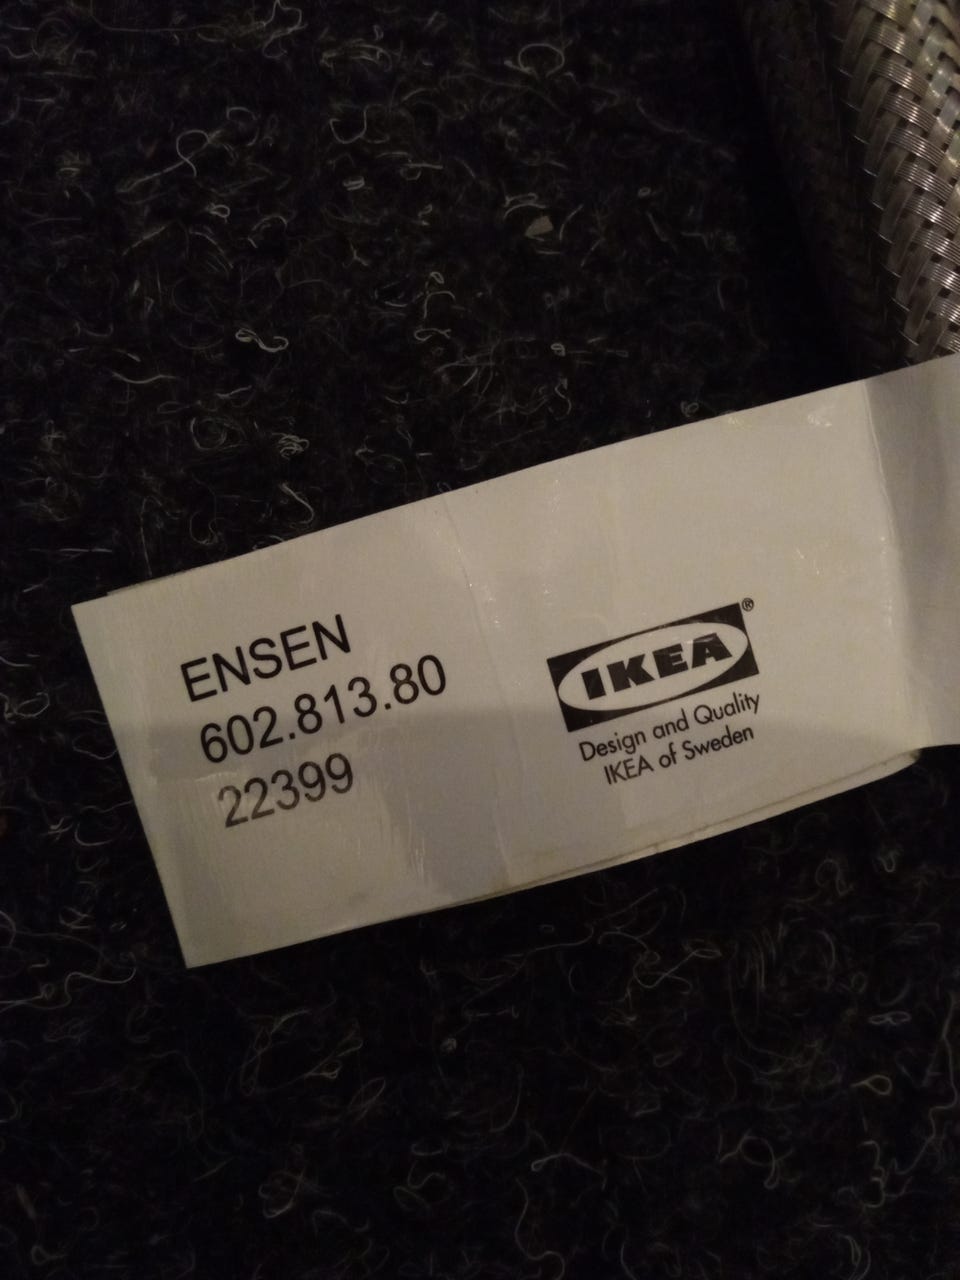 ENSEN
602.813.80
22399
IKEA®
Design and Quality
IKEA of Sweden